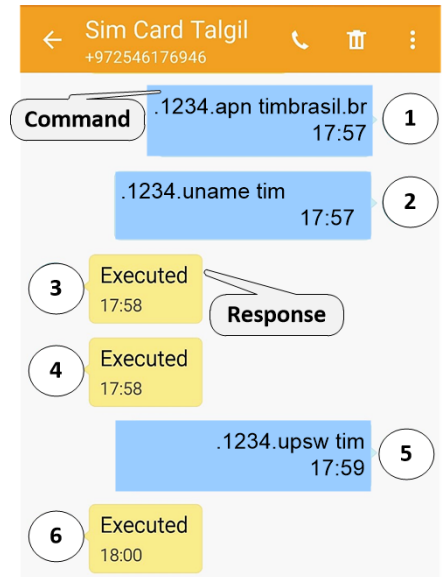 Sim Card Talgil
+972546176946
Command
.1234.apn timbrasil.br
17:57
1
.1234.uname tim
17:57
2
3
Executed
17:58
Response
4
Executed
17:58
.1234.upsw tim
17:59
5
6
Executed
18:00